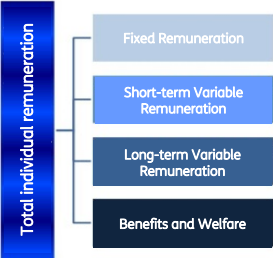 Total individual remuneration
Fixed Remuneration
Short-term Variable
Remuneration
Long-term Variable
Remuneration
Benefits and Welfare